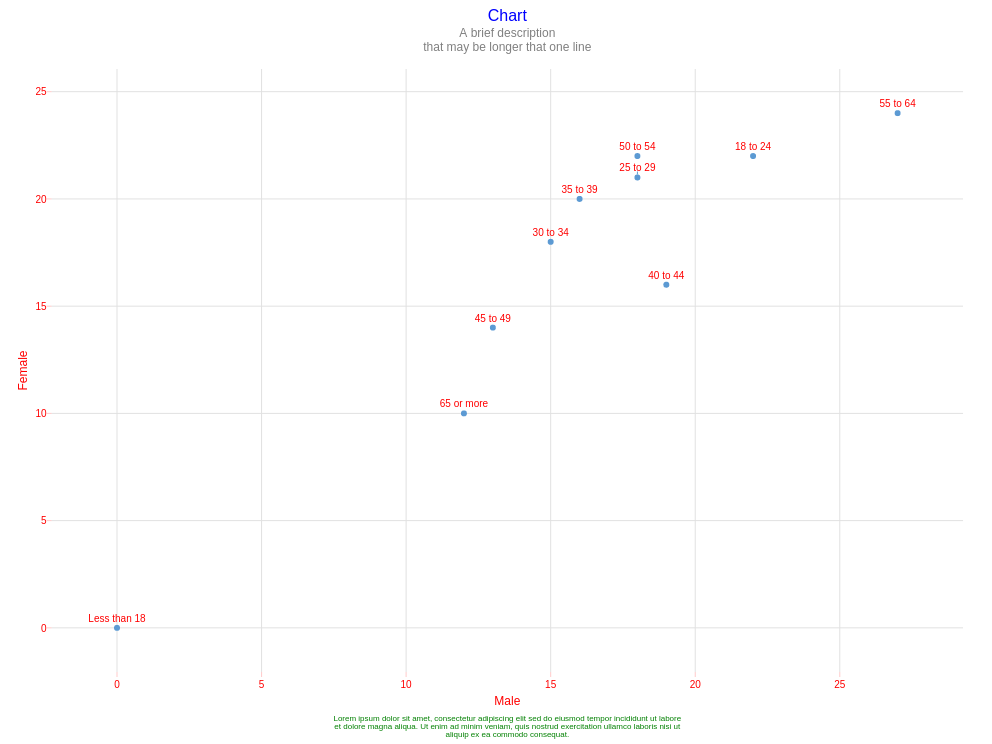 Chart
A brief description
that may be longer that one line
25
55 to 64
50 to 54
18 to 24
25 to 29
35 to 39
20
30 to 34
40 to 44
15
45 to 49
Female
65 or more
10
5
Less than 18
0
0
5
10
15
20
25
Male
Lorem ipsum dolor sit amet, consectetur adipiscing elit sed do eiusmod tempor incididunt ut labore
et dolore magna aliqua. Ut enim ad minim veniam, quis nostrud exercitation ullamco laboris nisi ut
aliquip ex ea commodo consequat.